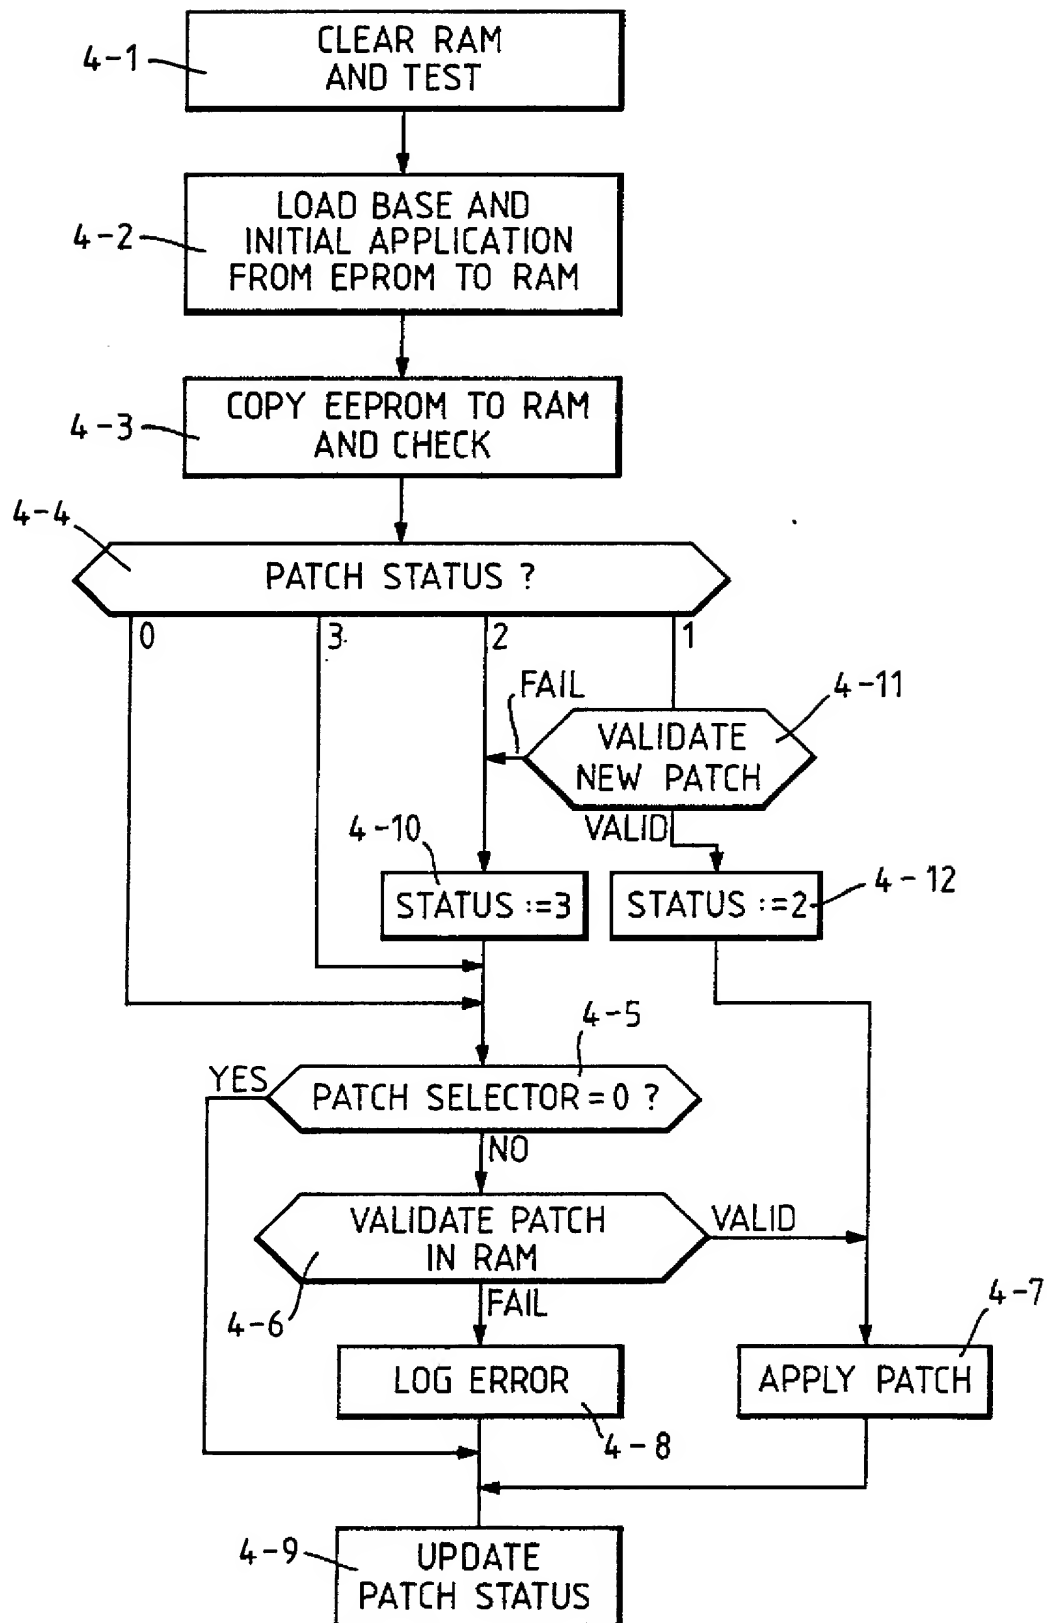 4-1
CLEAR RAM
AND TEST
4-2
LOAD BASE AND
INITIAL APPLICATION
FROM EPROM TO RAM
4-3
COPY EEPROM TO RAM
AND CHECK
4-4
PATCH STATUS ?
0
3
2
1
FAIL
4-11
VALIDATE
NEW PATCH
VALID
4-10
STATUS :=3
STATUS :=2
4-12
4-5
YES
PATCH SELECTOR = 0 ?
NO
VALIDATE PATCH
IN RAM
VALID
4-6
FAIL
4-7
LOG ERROR
APPLY PATCH
4-8
4-9
UPDATE
PATCH STATUS